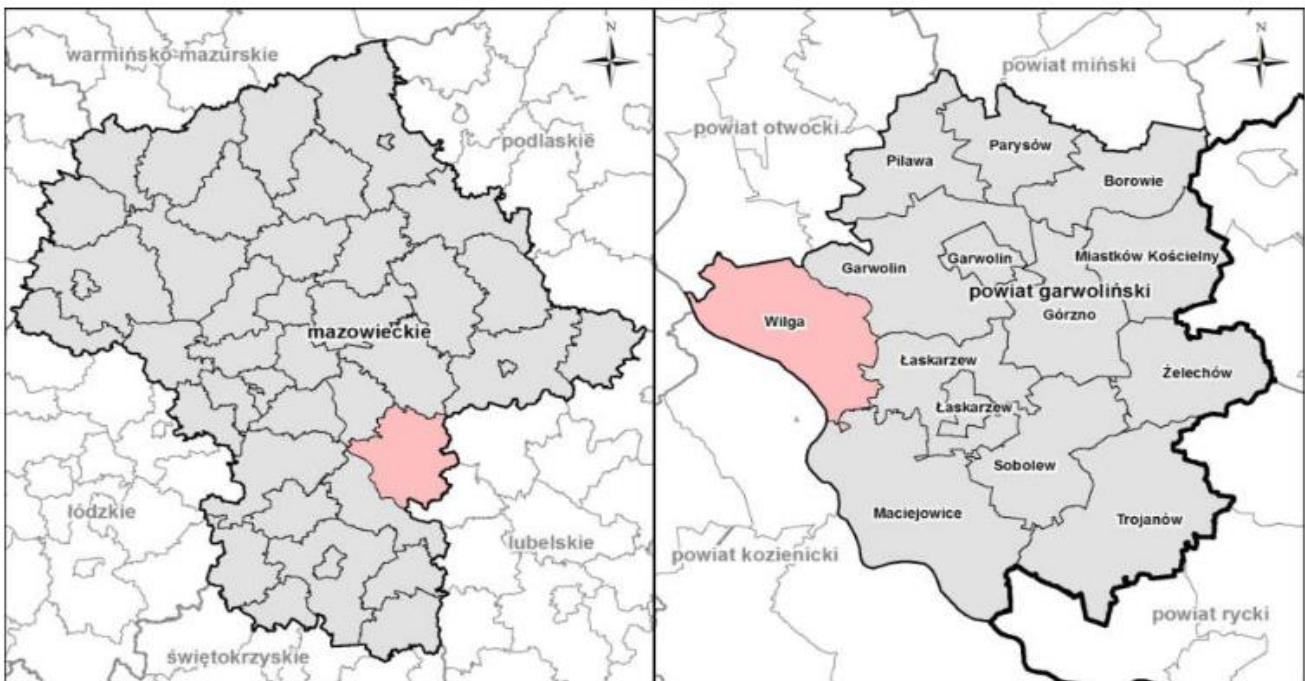 N
warmińsko-mazurskie
podlaskie
mazowieckie
łódzkie
lubelskie
świętokrzyskie
N
powiat miński
powiat otwocki
Parysów
Pilawa
Borowie
Miastków Kościelny
Garwolin
Garwolin
powiat garwoliński
Górzno
Wilga
Łaskarzew
Żelechów
Łaskarzew
Sobolew
Maciejowice
Trojanów
powiat kozienicki
powiat rycki